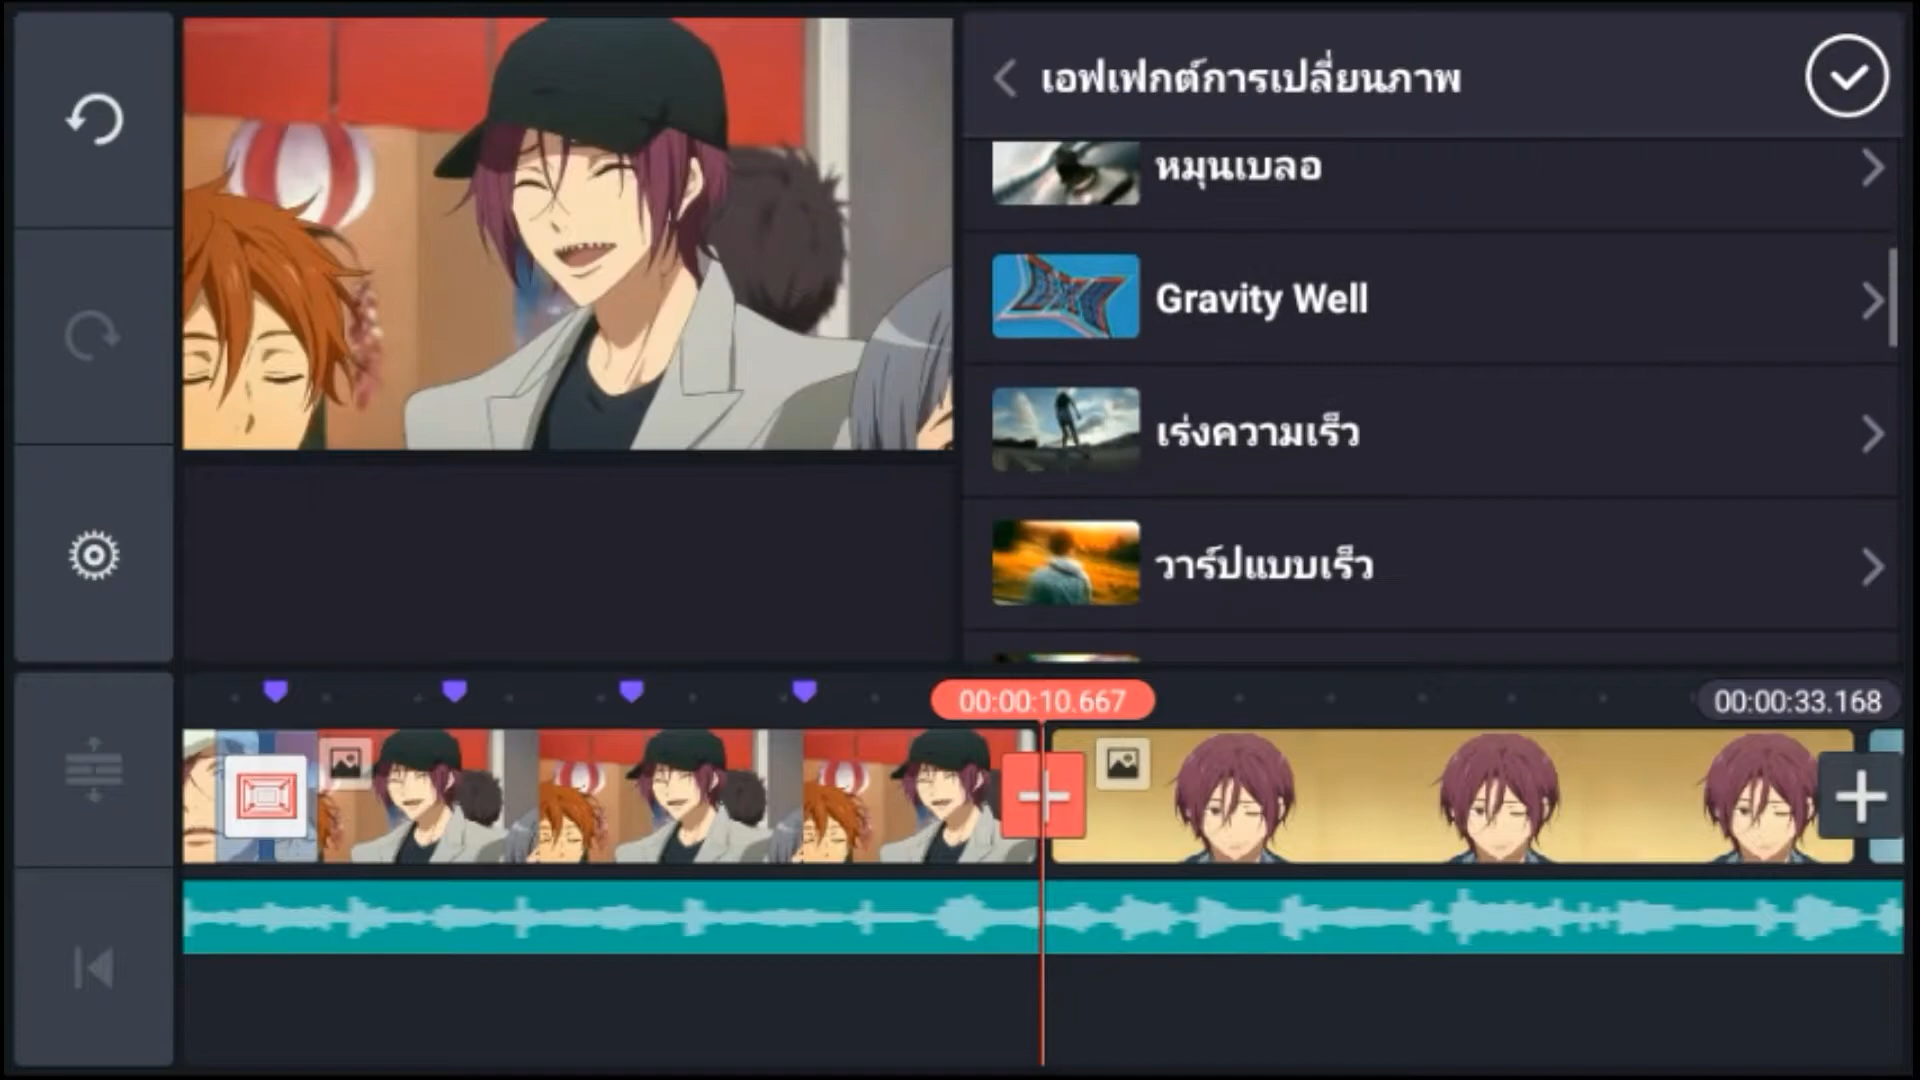 เอฟเฟกต์การเปลี่ยนภาพ
หมุนเบลอ
Gravity Well
เร่งความเร็ว
วาร์ปแบบเร็ว
00:00:10.667
00:00:33.168